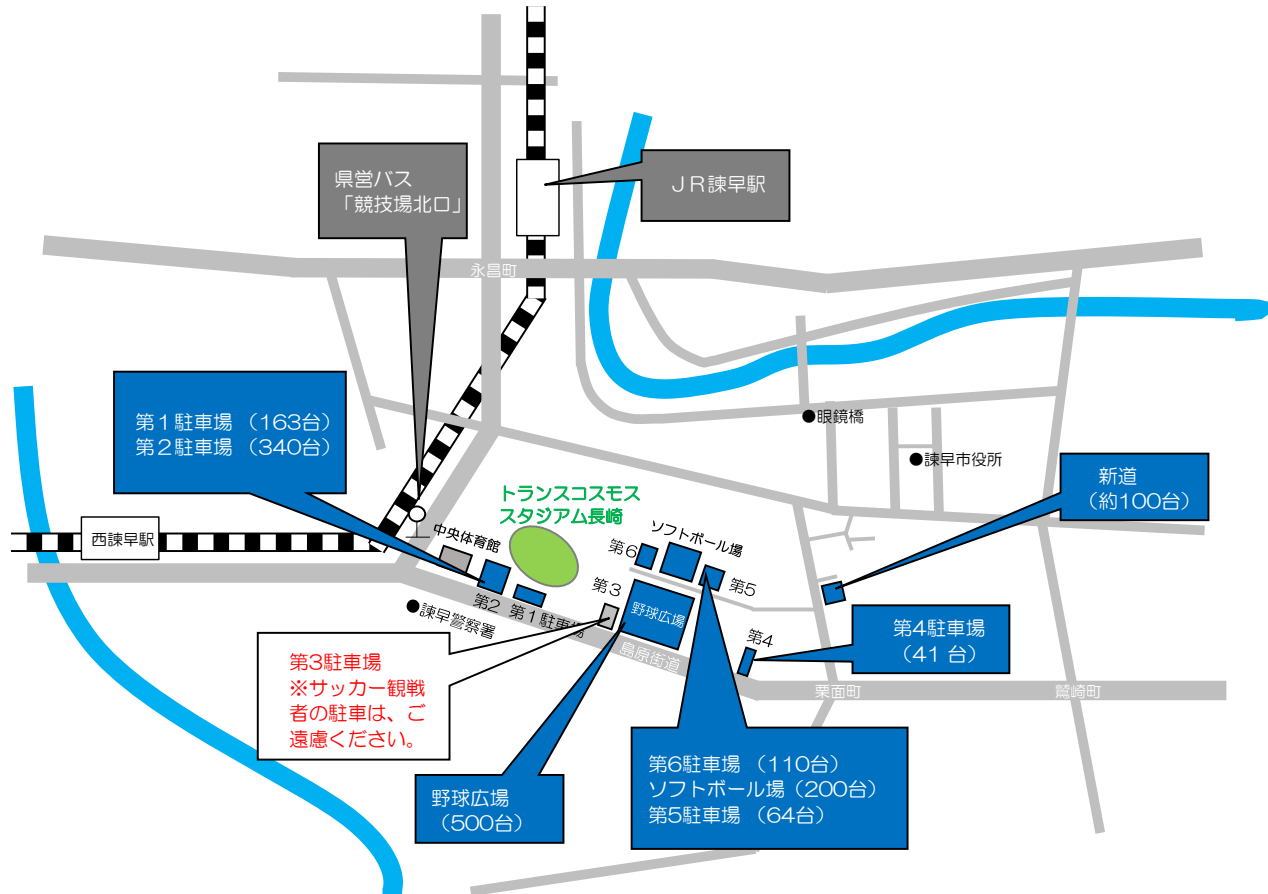 県営バス
「競技場北口」
ＪＲ諫早駅
永昌町
第１駐車場 （163台）
第２駐車場 （340台）
●眼鏡橋
●諫早市役所
新道
（約100台）
トランスコスモス
スタジアム長崎
西諫早駅
中央体育館
ソフトボール場
第６
第５
第３
第２
第１駐車場
野球広場
●諫早警察署
島原街道
第４
第４駐車場
（41 台）
栗面町
鷲崎町
第３駐車場
※サッカー観戦
者の駐車は、ご
遠慮ください。
野球広場
（500台）
第６駐車場 （110台）
ソフトボール場（200台）
第５駐車場 （64台）